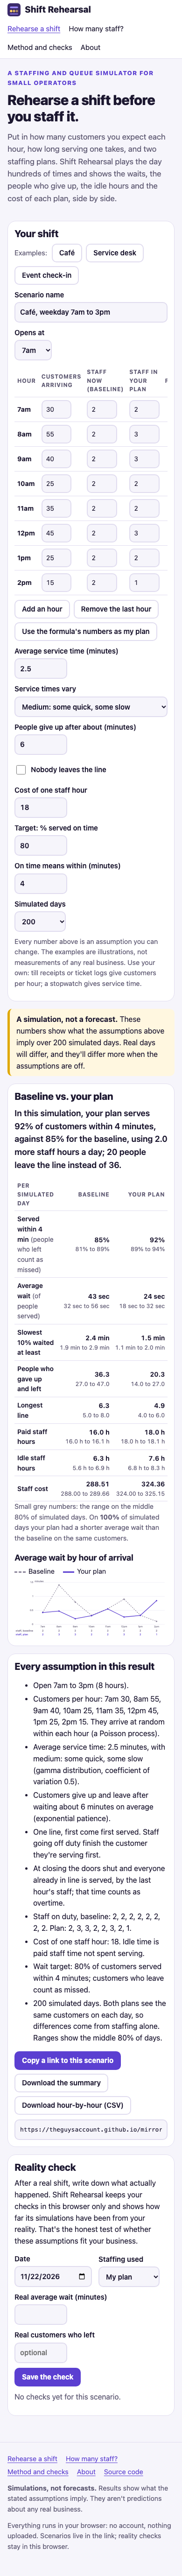 Shift Rehearsal
Rehearse a shift How many staff?
Method and checks About
A STAFFING AND QUEUE SIMULATOR FOR
SMALL OPERATORS
Rehearse a shift before
you staff it.
Put in how many customers you expect each
hour, how long serving one takes, and two
staffing plans. Shift Rehearsal plays the day
hundreds of times and shows the waits, the
people who give up, the idle hours and the
cost of each plan, side by side.
Your shift
Examples: Café Service desk
Event check-in
Scenario name
Café, weekday 7am to 3pm
Opens at
7am
HOUR CUSTOMERS ARRIVING STAFF NOW (BASELINE) STAFF IN YOUR PLAN F
7am 30 2 2
8am 55 2 3
9am 40 2 3
10am 25 2 2
11am 35 2 2
12pm 45 2 3
1pm 25 2 2
2pm 15 2 1
Add an hour Remove the last hour
Use the formula's numbers as my plan
Average service time (minutes)
2.5
Service times vary
Medium: some quick, some slow
People give up after about (minutes)
6
Nobody leaves the line
Cost of one staff hour
18
Target: % served on time
80
On time means within (minutes)
4
Simulated days
200
Every number above is an assumption you can
change. The examples are illustrations, not
measurements of any real business. Use your
own: till receipts or ticket logs give customers
per hour; a stopwatch gives service time.
A simulation, not a forecast. These
numbers show what the assumptions above
imply over 200 simulated days. Real days
will differ, and they'll differ more when the
assumptions are off.
Baseline vs. your plan
In this simulation, your plan serves
92% of customers within 4 minutes,
against 85% for the baseline, using 2.0
more staff hours a day; 20 people
leave the line instead of 36.
PER SIMULATED DAY BASELINE YOUR PLAN
Served within 4 min (people who left count as missed) 85% 81% to 89% 92% 89% to 94%
Average wait (of people served) 43 sec 32 sec to 56 sec 24 sec 18 sec to 32 sec
Slowest 10% waited at least 2.4 min 1.9 min to 2.9 min 1.5 min 1.1 min to 2.0 min
People who gave up and left 36.3 27.0 to 47.0 20.3 14.0 to 27.0
Longest line 6.3 5.0 to 8.0 4.9 4.0 to 6.0
Paid staff hours 16.0 h 16.0 h to 16.1 h 18.0 h 18.0 h to 18.1 h
Idle staff hours 6.3 h 5.6 h to 6.9 h 7.6 h 6.8 h to 8.3 h
Staff cost 288.51 288.00 to 289.66 324.36 324.00 to 325.15
Small grey numbers: the range on the middle
80% of simulated days. On 100% of simulated
days your plan had a shorter average wait than
the baseline on the same customers.
Average wait by hour of arrival
Baseline Your plan
Every assumption in this result
• Open 7am to 3pm (8 hours).
• Customers per hour: 7am 30, 8am 55,
9am 40, 10am 25, 11am 35, 12pm 45,
1pm 25, 2pm 15. They arrive at random
within each hour (a Poisson process).
• Average service time: 2.5 minutes, with
medium: some quick, some slow
(gamma distribution, coefficient of
variation 0.5).
• Customers give up and leave after
waiting about 6 minutes on average
(exponential patience).
• One line, first come first served. Staff
going off duty finish the customer
they're serving first.
• At closing the doors shut and everyone
already in line is served, by the last
hour's staff; that time counts as
overtime.
• Staff on duty, baseline: 2, 2, 2, 2, 2, 2,
2, 2. Plan: 2, 3, 3, 2, 2, 3, 2, 1.
• Cost of one staff hour: 18. Idle time is
paid staff time not spent serving.
• Wait target: 80% of customers served
within 4 minutes; customers who leave
count as missed.
• 200 simulated days. Both plans see the
same customers on each day, so
differences come from staffing alone.
Ranges show the middle 80% of days.
Copy a link to this scenario
Download the summary
Download hour-by-hour (CSV)
https://theguysaccount.github.io/mirror
Reality check
After a real shift, write down what actually
happened. Shift Rehearsal keeps your
checks in this browser only and shows how
far its simulations have been from your
reality. That's the honest test of whether
these assumptions fit your business.
Date Staffing used
11/22/2026 My plan
Real average wait (minutes)
Real customers who left
optional
Save the check
No checks yet for this scenario.
Rehearse a shift How many staff?
Method and checks About Source code
Simulations, not forecasts. Results show what the
stated assumptions imply. They aren't predictions
about any real business.
Everything runs in your browser: no account, nothing
uploaded. Scenarios live in the link; reality checks
stay in this browser.